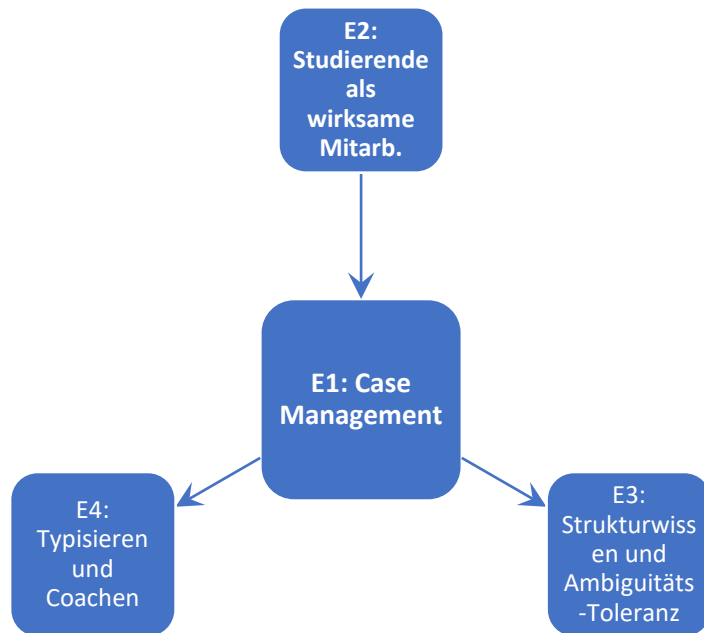 E2:
Studierende
als
wirksame
Mitarb.
E1: Case
Management
E4:
Typisieren
und
Coachen
E3:
Strukturwiss
en und
Ambiguitäts
-Toleranz